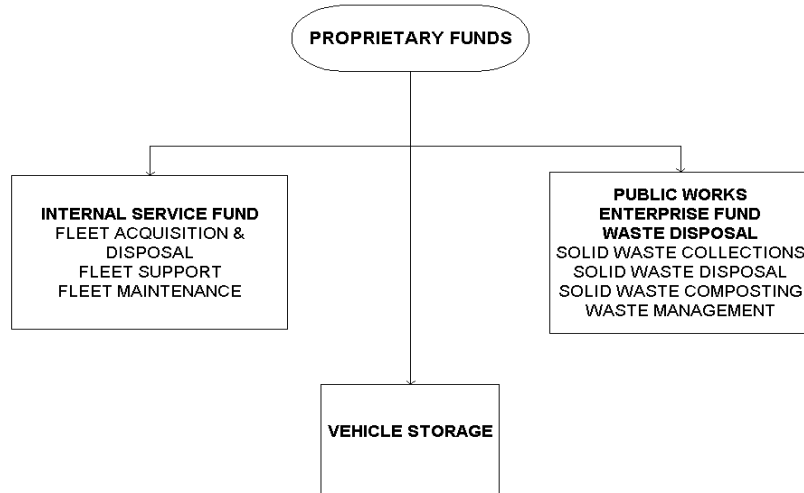 PROPRIETARY FUNDS
INTERNAL SERVICE FUND
FLEET ACQUISITION &
DISPOSAL
FLEET SUPPORT
FLEET MAINTENANCE
PUBLIC WORKS
ENTERPRISE FUND
WASTE DISPOSAL
SOLID WASTE COLLECTIONS
SOLID WASTE DISPOSAL
SOLID WASTE COMPOSTING
WASTE MANAGEMENT
VEHICLE STORAGE